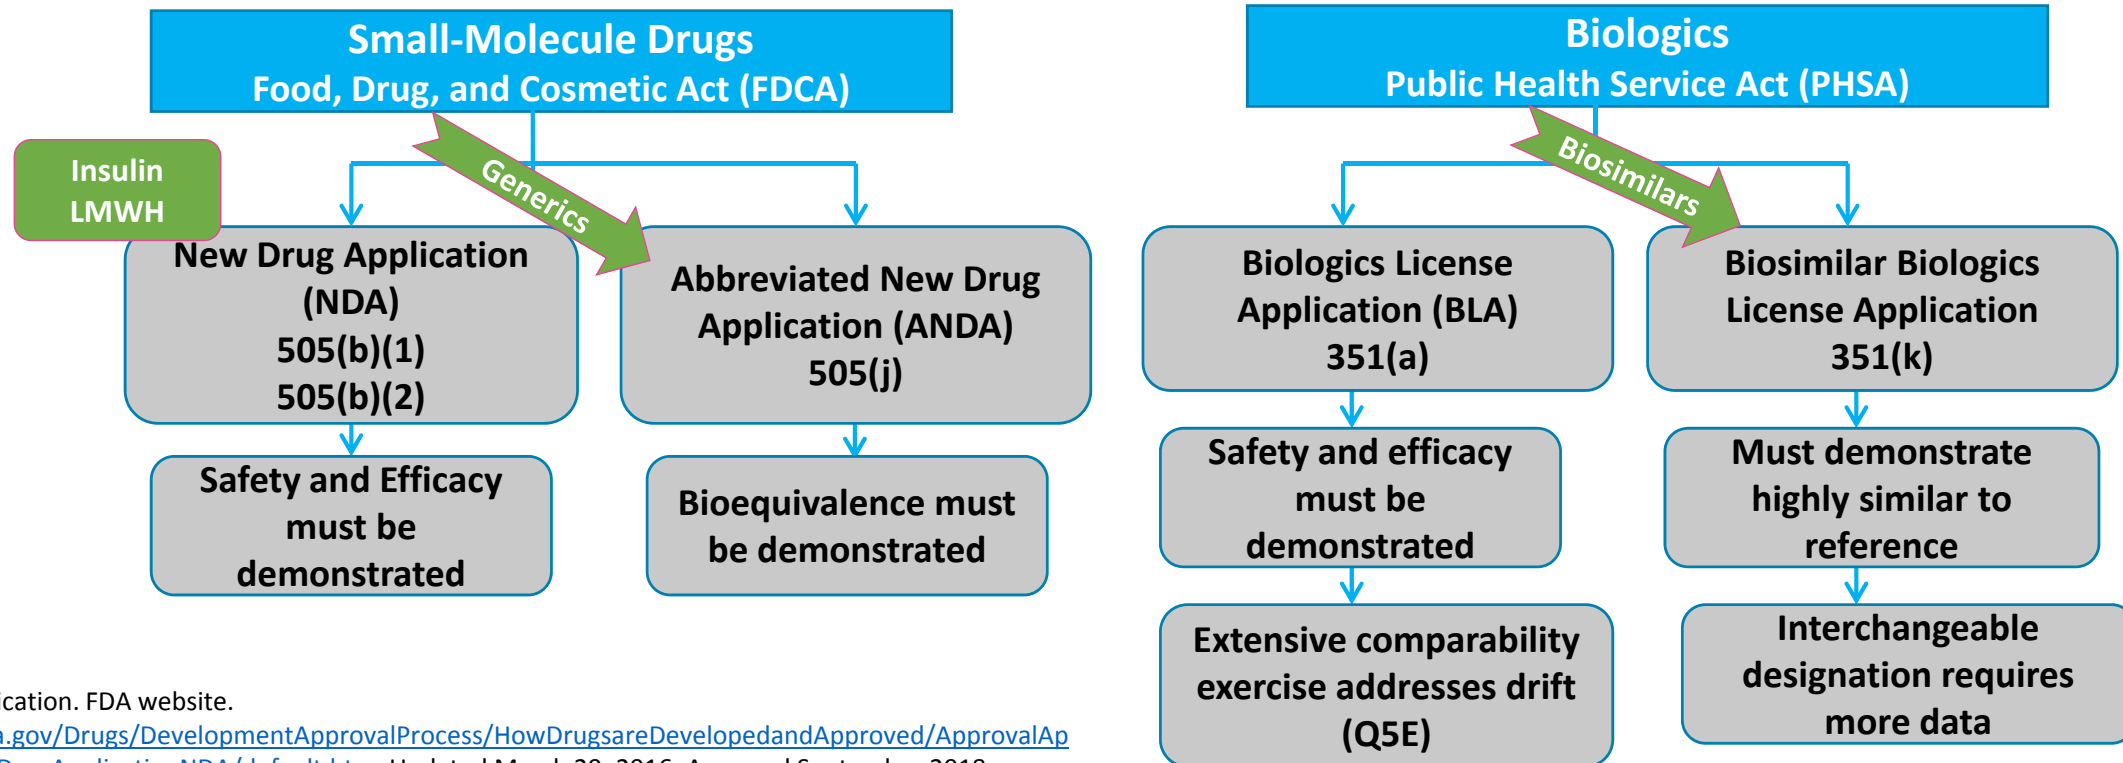 Small-Molecule Drugs
Food, Drug, and Cosmetic Act (FDCA)
Insulin
LMWH
Generics
New Drug Application
(NDA)
505(b)(1)
505(b)(2)
Abbreviated New Drug
Application (ANDA)
505(j)
Safety and Efficacy
must be
demonstrated
Bioequivalence must
be demonstrated
Biologics
Public Health Service Act (PHSA)
Biosimilars
Biologics License
Application (BLA)
351(a)
Biosimilar Biologics
License Application
351(k)
Safety and efficacy
must be
demonstrated
Must demonstrate
highly similar to
reference
Extensive comparability
exercise addresses drift
(Q5E)
Interchangeable
designation requires
more data
ication. FDA website.
a.gov/Drugs/DevelopmentApprovalProcess/HowDrugsareDevelopedandApproved/ApprovalAp